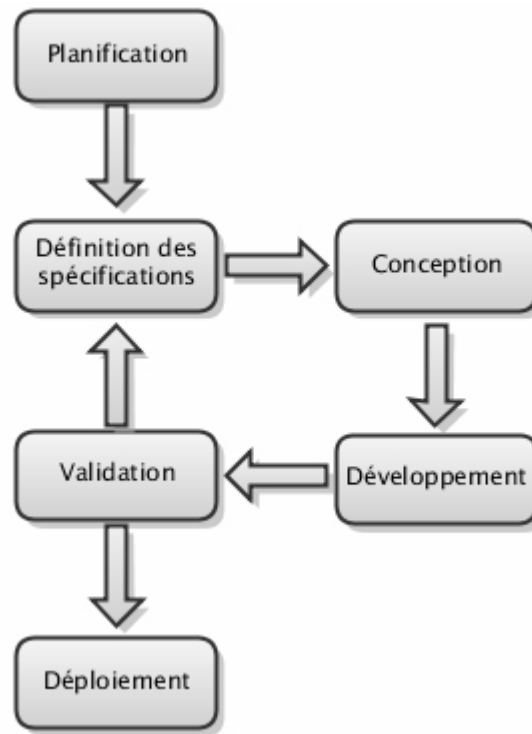 Planification
Définition des
spécifications
Conception
Validation
Développement
Déploiement